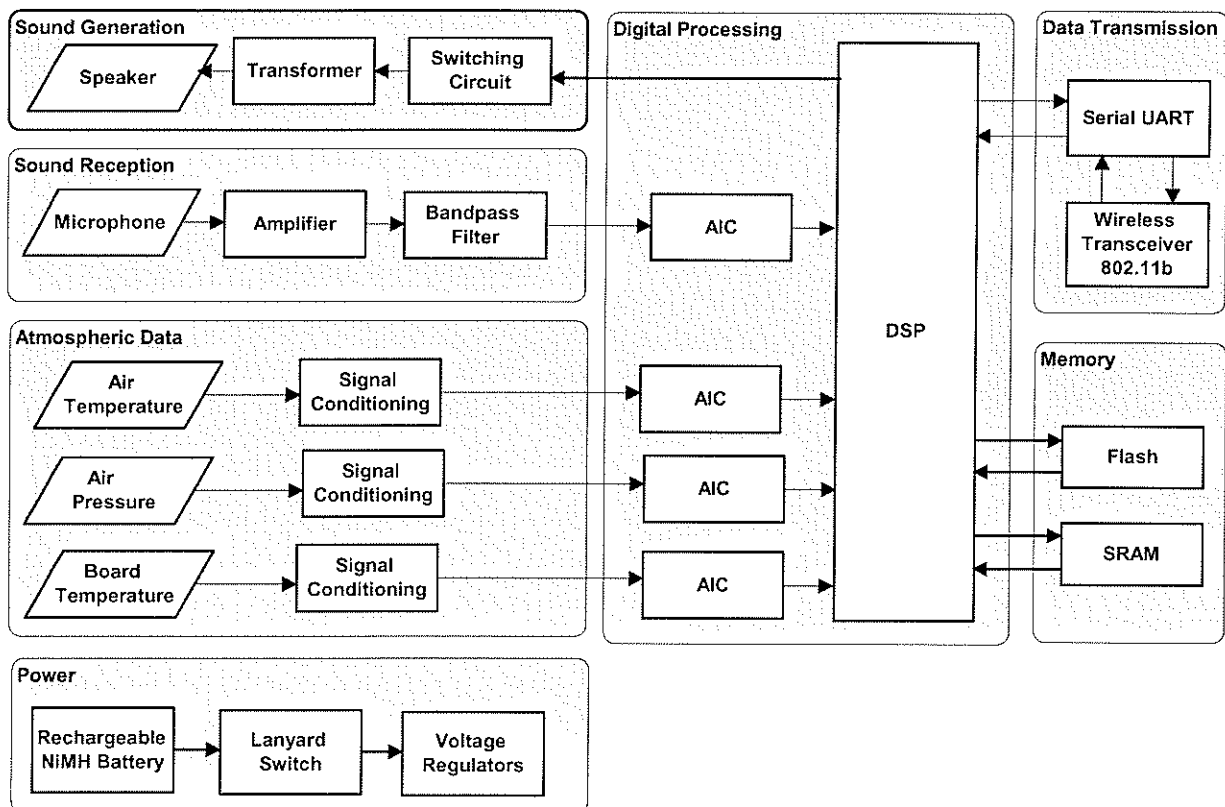 Sound Generation
Speaker
Transformer
Switching
Circuit
Sound Reception
Microphone
Amplifier
Bandpass
Filter
Atmospheric Data
Air
Temperature
Signal
Conditioning
Air
Pressure
Signal
Conditioning
Board
Temperature
Signal
Conditioning
Power
Rechargeable
NiMH Battery
Lanyard
Switch
Voltage
Regulators
Digital Processing
AIC
AIC
AIC
AIC
DSP
Data Transmission
Serial UART
Wireless
Transceiver
802.11b
Memory
Flash
SRAM